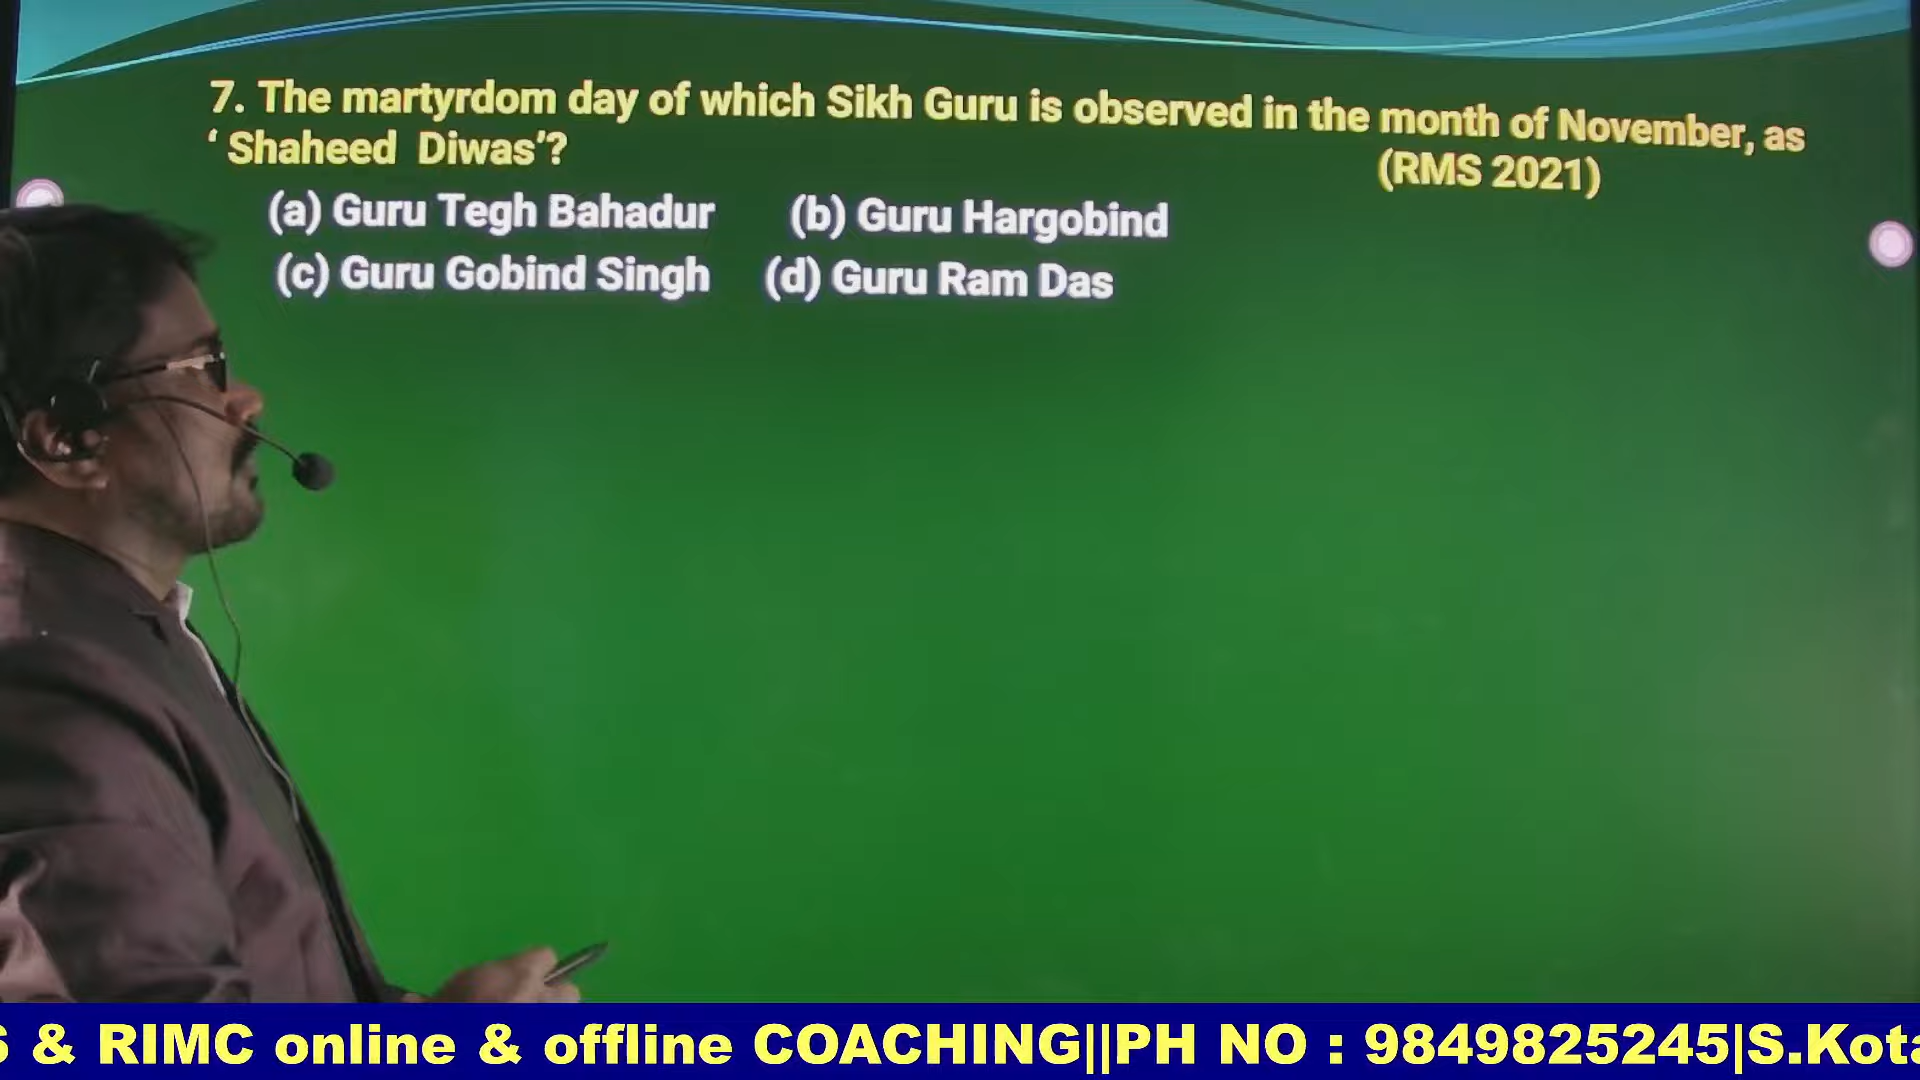 7. The martyrdom day of which Sikh Guru is observed in the month of November, as
‘ Shaheed Diwas’?
(RMS 2021)
(a) Guru Tegh Bahadur (b) Guru Hargobind
(c) Guru Gobind Singh (d) Guru Ram Das
& RIMC online & offline COACHING||PH NO : 9849825245|S.Kota